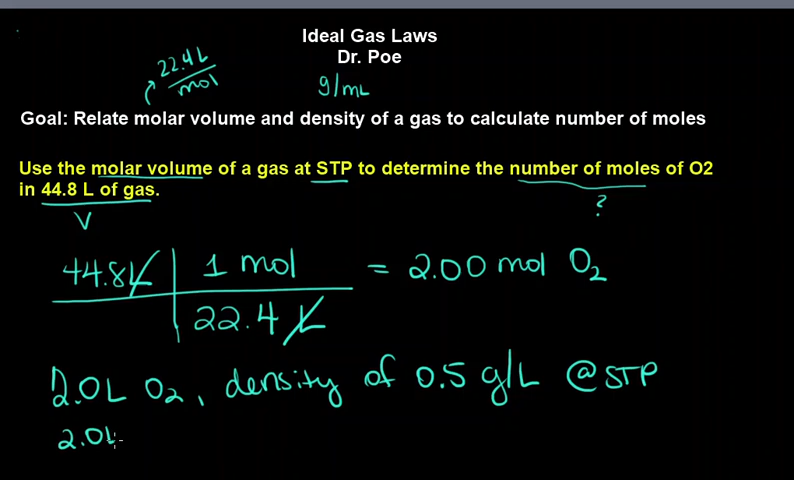 Ideal Gas Laws
Dr. Poe
22.4 L
mol
g/mL
Goal: Relate molar volume and density of a gas to calculate number of moles
Use the molar volume of a gas at STP to determine the number of moles of O2
in 44.8 L of gas.
V
?
44.8 L | 1 mol = 2.00 mol O₂
22.4 L
2.0L O₂, density of 0.5 g/L @STP
2.0L